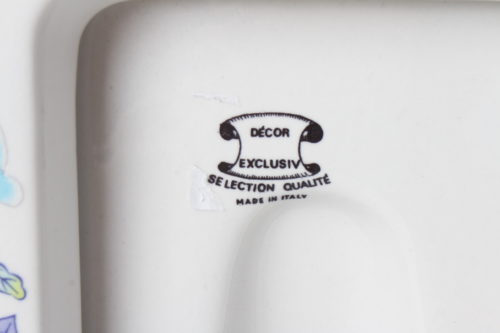 DÉCOR
EXCLUSIV
SELECTION QUALITÉ
MADE IN ITALY